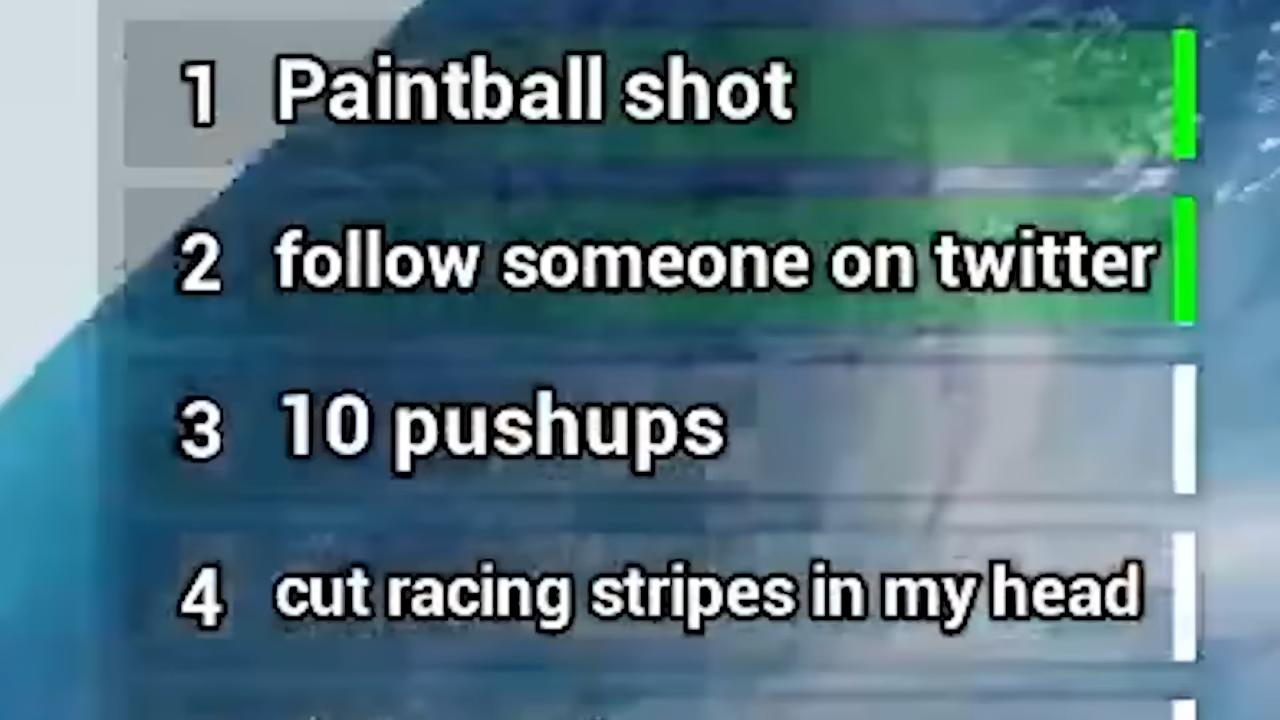 1 Paintball shot
2 follow someone on twitter
3 10 pushups
4 cut racing stripes in my head